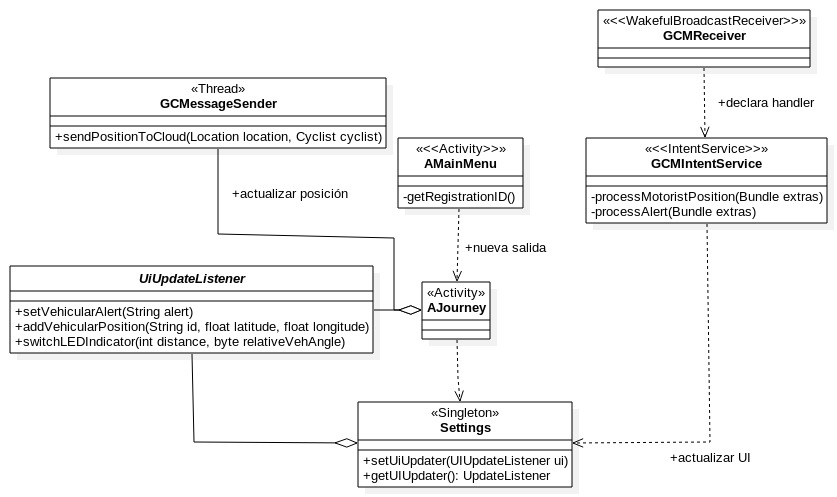 «<<WakefulBroadcastReceiver>>»
GCMReceiver
+declara handler
«Thread»
GCMessageSender
+sendPositionToCloud(Location location, Cyclist cyclist)
+actualizar posición
«<<Activity>>»
AMainMenu
-getRegistrationID()
+nueva salida
«<<IntentService>>»
GCMIntentService
-processMotoristPosition(Bundle extras)
-processAlert(Bundle extras)
UiUpdateListener
+setVehicularAlert(String alert)
+addVehicularPosition(String id, float latitude, float longitude)
+switchLEDIndicator(int distance, byte relativeVehAngle)
«Activity»
AJourney
«Singleton»
Settings
+setUiUpdater(UIUpdateListener ui)
+getUIUpdater(): UpdateListener
+actualizar UI